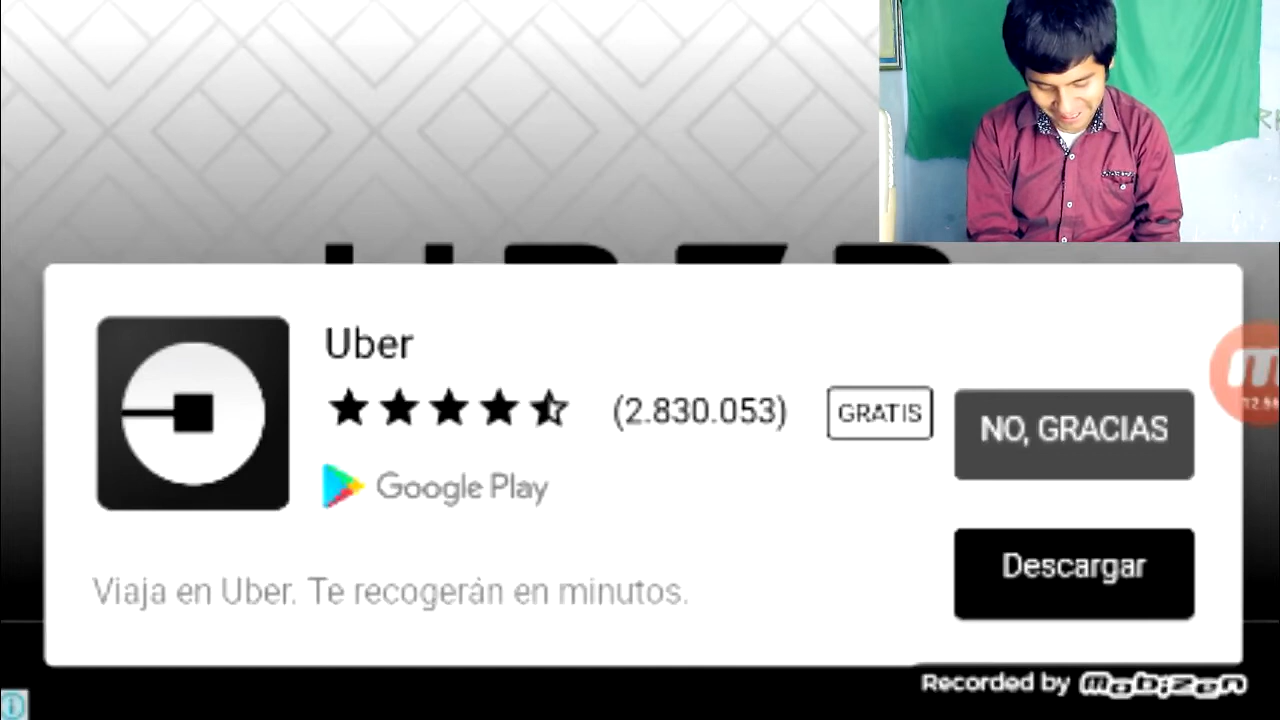 Uber
(2.830.053)
GRATIS
NO, GRACIAS
Google Play
Descargar
Viaja en Uber. Te recogerán en minutos.
Recorded by mobizen